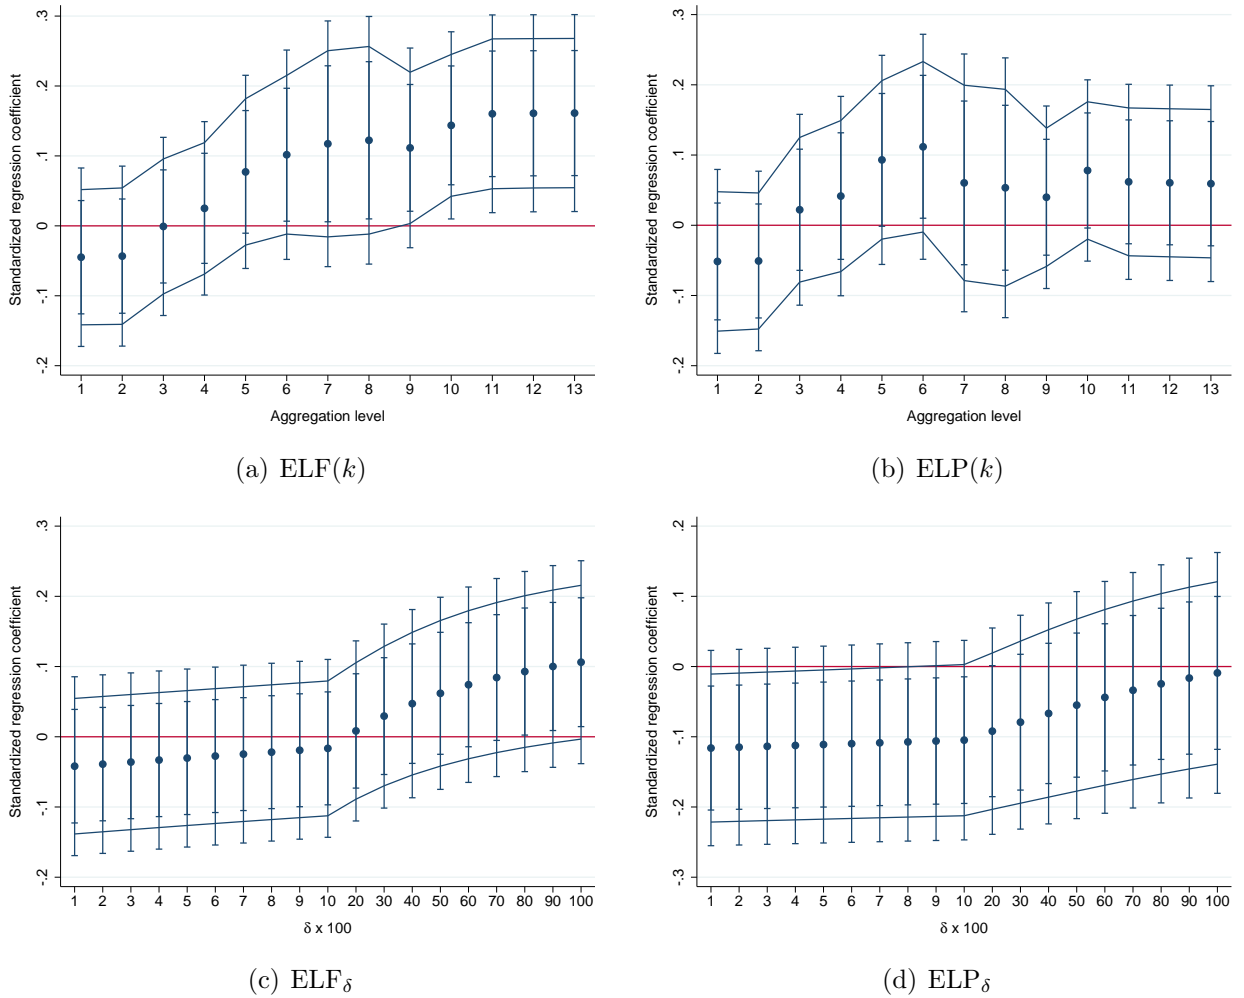 Standardized regression coefficient
.3
.2
.1
0
-.1
-.2
1 2 3 4 5 6 7 8 9 10 11 12 13
Aggregation level
(a) ELF(k)
Standardized regression coefficient
.3
.2
.1
0
-.1
-.2
1 2 3 4 5 6 7 8 9 10 11 12 13
Aggregation level
(b) ELP(k)
Standardized regression coefficient
.3
.2
.1
0
-.1
-.2
1 2 3 4 5 6 7 8 9 10 20 30 40 50 60 70 80 90 100
δ x 100
(c) ELFδ
Standardized regression coefficient
.2
.1
0
-.1
-.2
-.3
1 2 3 4 5 6 7 8 9 10 20 30 40 50 60 70 80 90 100
δ x 100
(d) ELPδ